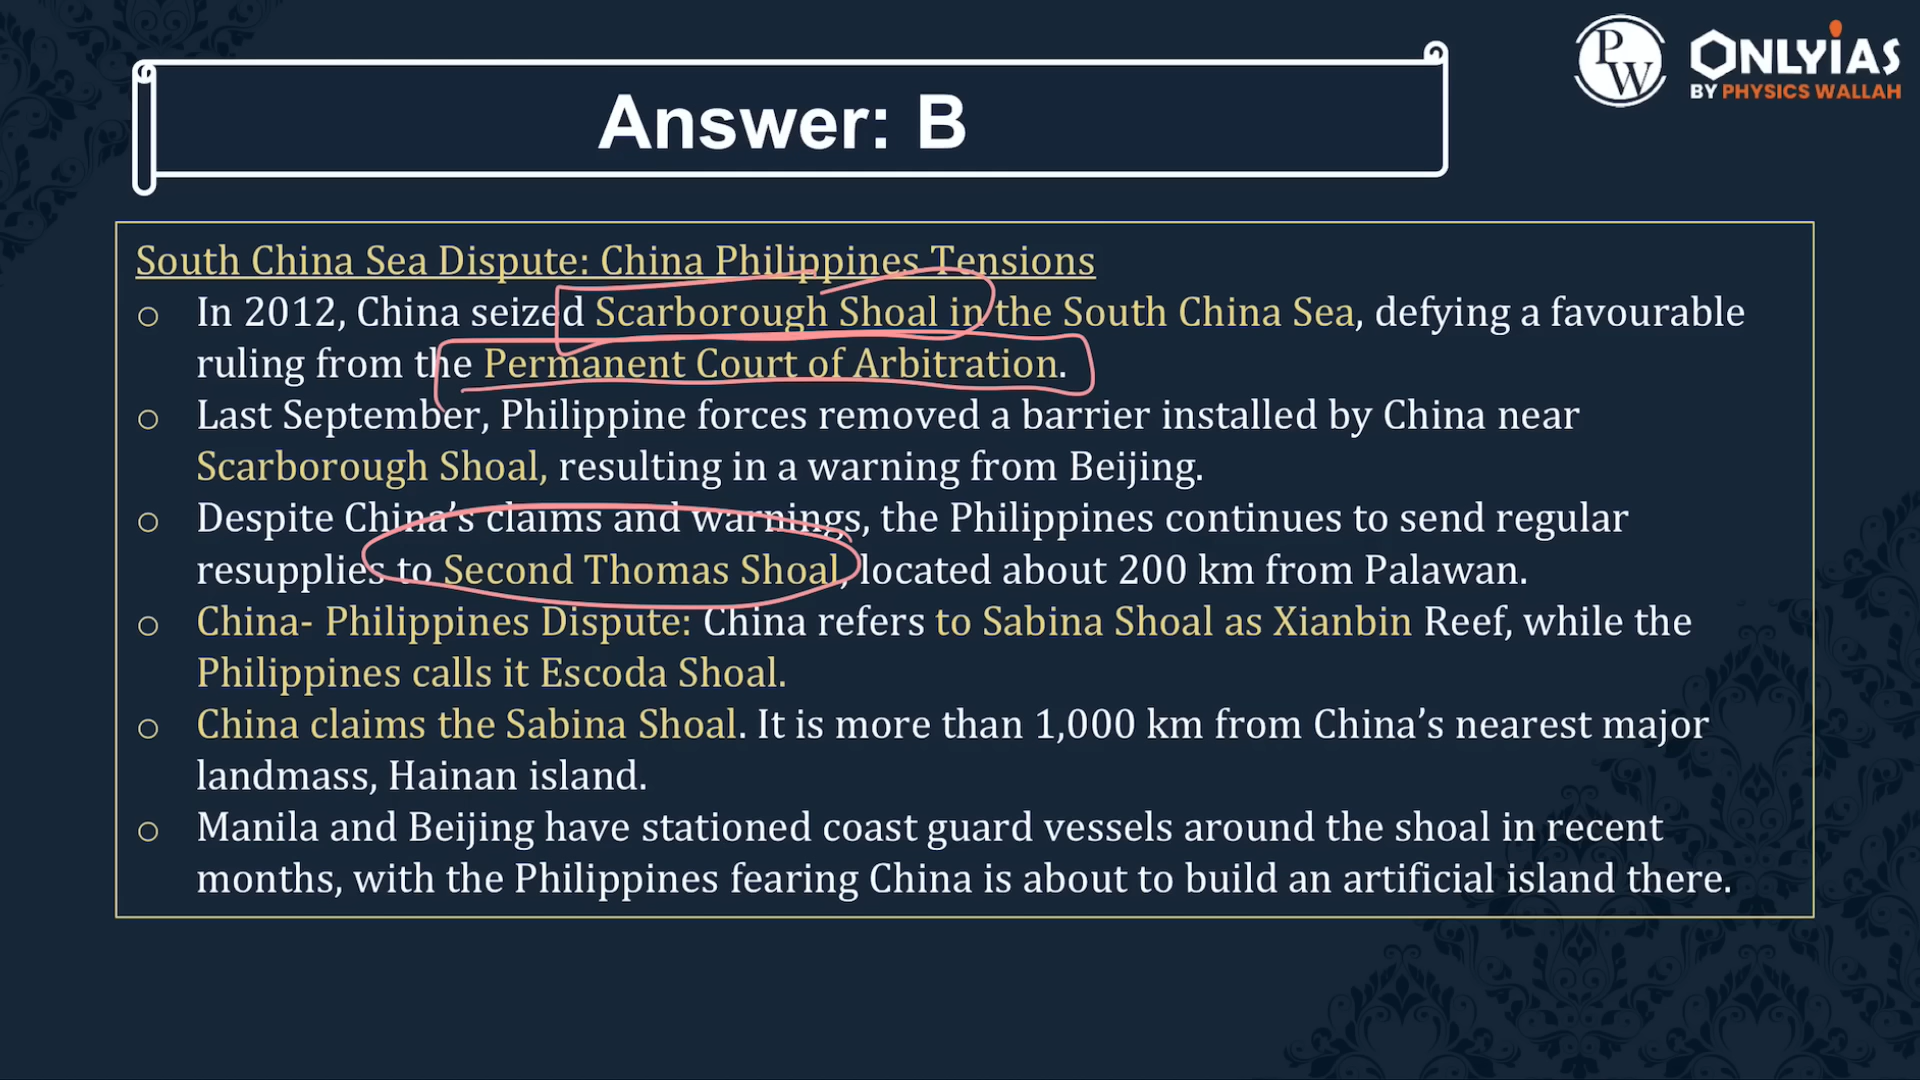 PW
ONLYIAS
BY PHYSICS WALLAH
Answer: B
South China Sea Dispute: China Philippines Tensions
○ In 2012, China seized Scarborough Shoal in the South China Sea, defying a favourable
ruling from the Permanent Court of Arbitration.
○ Last September, Philippine forces removed a barrier installed by China near
Scarborough Shoal, resulting in a warning from Beijing.
○ Despite China’s claims and warnings, the Philippines continues to send regular
resupplies to Second Thomas Shoal, located about 200 km from Palawan.
○ China- Philippines Dispute: China refers to Sabina Shoal as Xianbin Reef, while the
Philippines calls it Escoda Shoal.
○ China claims the Sabina Shoal. It is more than 1,000 km from China’s nearest major
landmass, Hainan island.
○ Manila and Beijing have stationed coast guard vessels around the shoal in recent
months, with the Philippines fearing China is about to build an artificial island there.